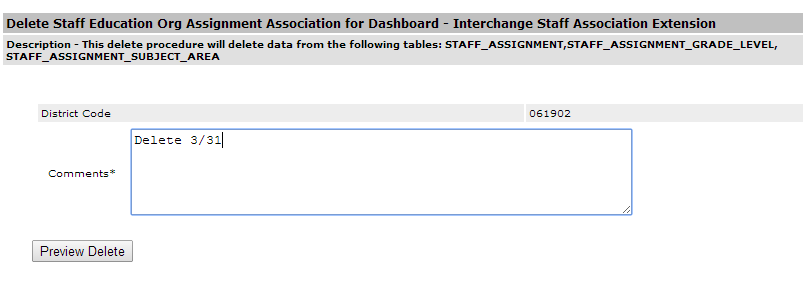 Delete Staff Education Org Assignment Association for Dashboard - Interchange Staff Association Extension
Description - This delete procedure will delete data from the following tables: STAFF_ASSIGNMENT,STAFF_ASSIGNMENT_GRADE_LEVEL,
STAFF_ASSIGNMENT_SUBJECT_AREA
District Code 061902
Delete 3/31
Comments*
Preview Delete